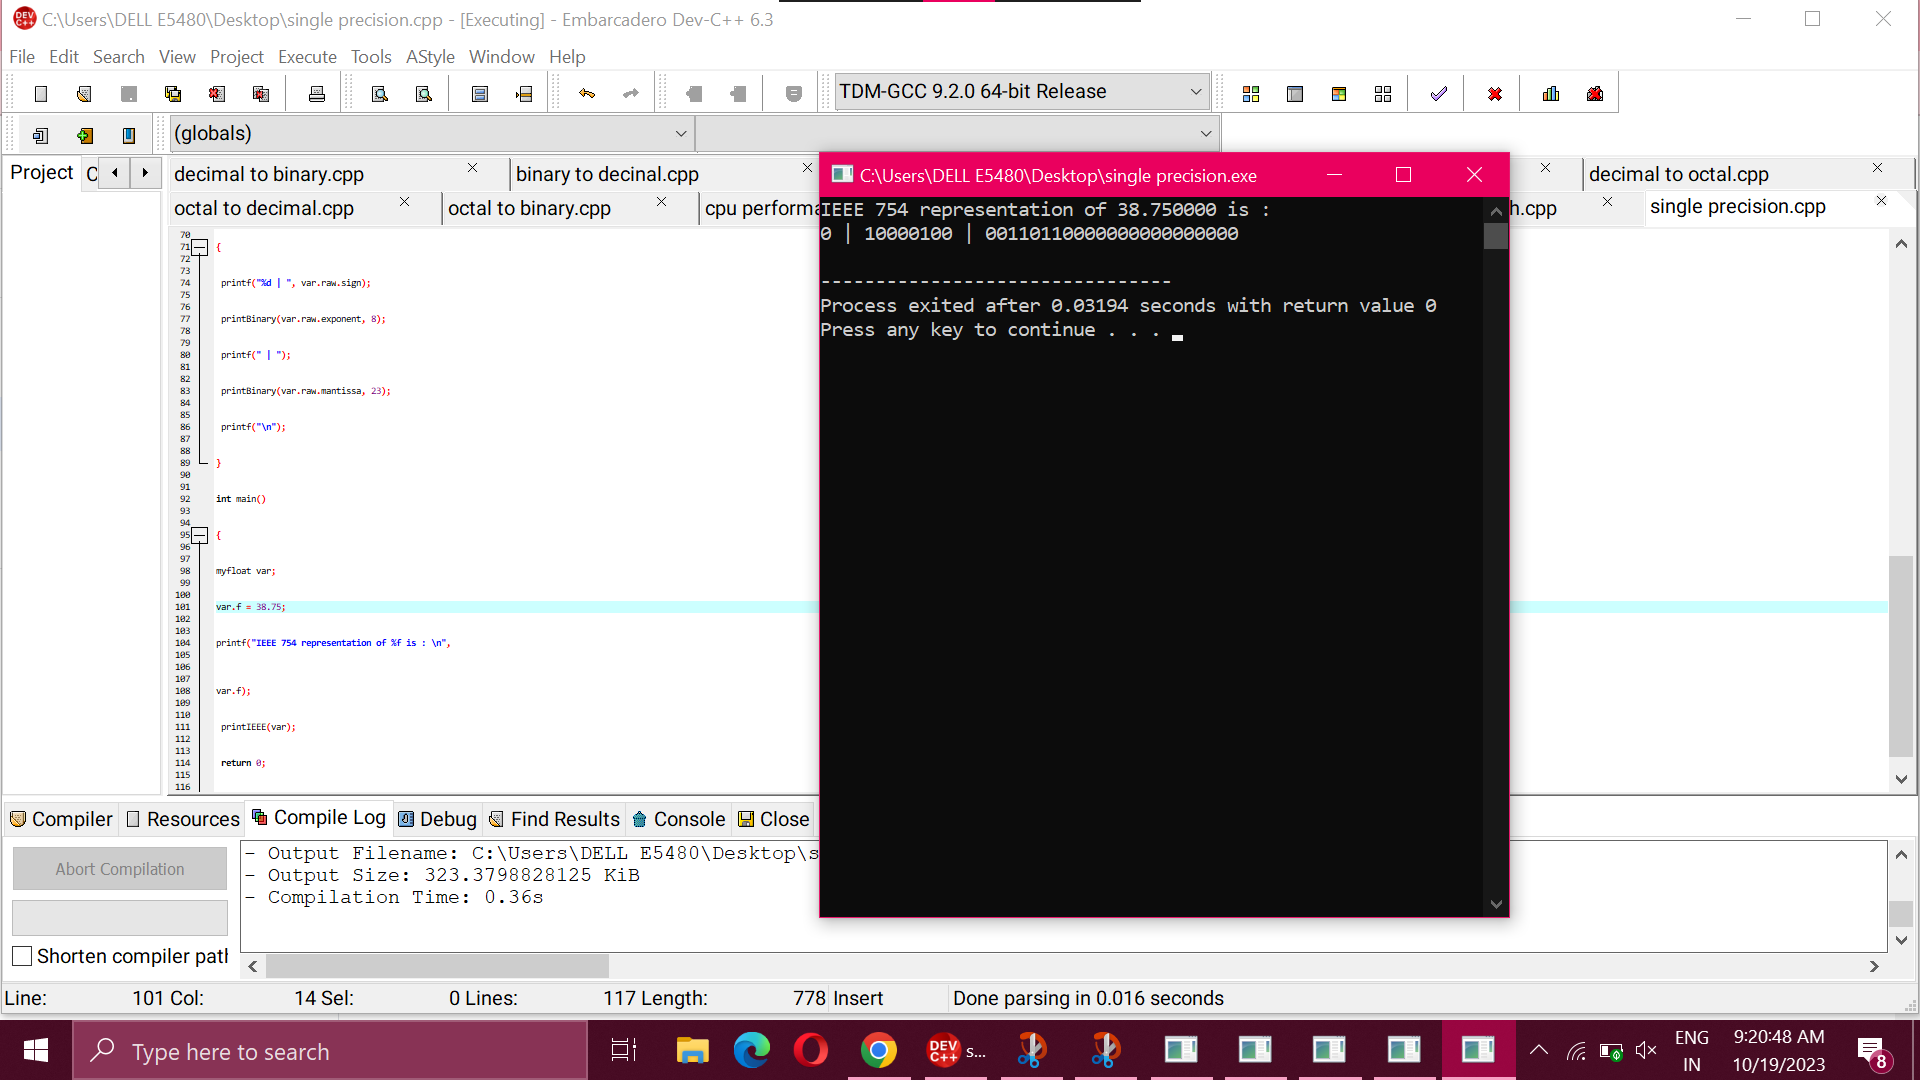 C:\Users\DELL E5480\Desktop\single precision.cpp - [Executing] - Embarcadero Dev-C++ 6.3
File Edit Search View Project Execute Tools AStyle Window Help
TDM-GCC 9.2.0 64-bit Release
(globals)
Project
decimal to binary.cpp
binary to decinal.cpp
decimal to octal.cpp
octal to decimal.cpp
octal to binary.cpp
cpu performa
h.cpp
single precision.cpp
70
71 {
72
73
74 printf("%d | ", var.raw.sign);
75
76
77 printBinary(var.raw.exponent, 8);
78
79
80 printf(" | ");
81
82
83 printBinary(var.raw.mantissa, 23);
84
85
86 printf("\n");
87
88
89 }
90
91
92 int main()
93
94
95 {
96
97
98 myfloat var;
99
100
101 var.f = 38.75;
102
103
104 printf("IEEE 754 representation of %f is : \n",
105
106
107
108 var.f);
109
110
111 printIEEE(var);
112
113
114 return 0;
115
116
C:\Users\DELL E5480\Desktop\single precision.exe
IEEE 754 representation of 38.750000 is :
0 | 10000100 | 00110110000000000000000
--------------------------------
Process exited after 0.03194 seconds with return value 0
Press any key to continue . . .
Compiler Resources Compile Log Debug Find Results Console Close
Abort Compilation
Shorten compiler path
- Output Filename: C:\Users\DELL E5480\Desktop\s
- Output Size: 323.3798828125 KiB
- Compilation Time: 0.36s
Line: 101 Col: 14 Sel: 0 Lines: 117 Length: 778 Insert Done parsing in 0.016 seconds
Type here to search
DEV C++ s...
ENG
IN
9:20:48 AM
10/19/2023
8